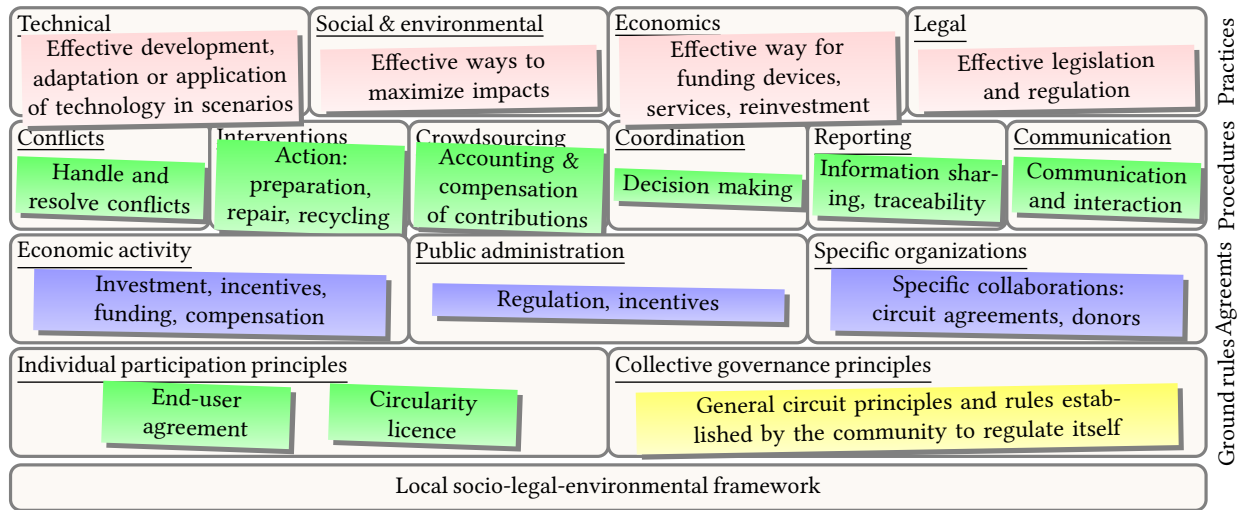 Technical
Effective development,
adaptation or application
of technology in scenarios
Social & environmental
Effective ways to
maximize impacts
Economics
Effective way for
funding devices,
services, reinvestment
Legal
Effective legislation
and regulation
Practices
Conflicts
Handle and
resolve conflicts
Interventions
Action:
preparation,
repair, recycling
Crowdsourcing
Accounting &
compensation
of contributions
Coordination
Decision making
Reporting
Information shar-
ing, traceability
Communication
Communication
and interaction
Procedures
Economic activity
Investment, incentives,
funding, compensation
Public administration
Regulation, incentives
Specific organizations
Specific collaborations:
circuit agreements, donors
Agreemts
Individual participation principles
End-user
agreement
Circularity
licence
Collective governance principles
General circuit principles and rules estab-
lished by the community to regulate itself
Ground rules
Local socio-legal-environmental framework